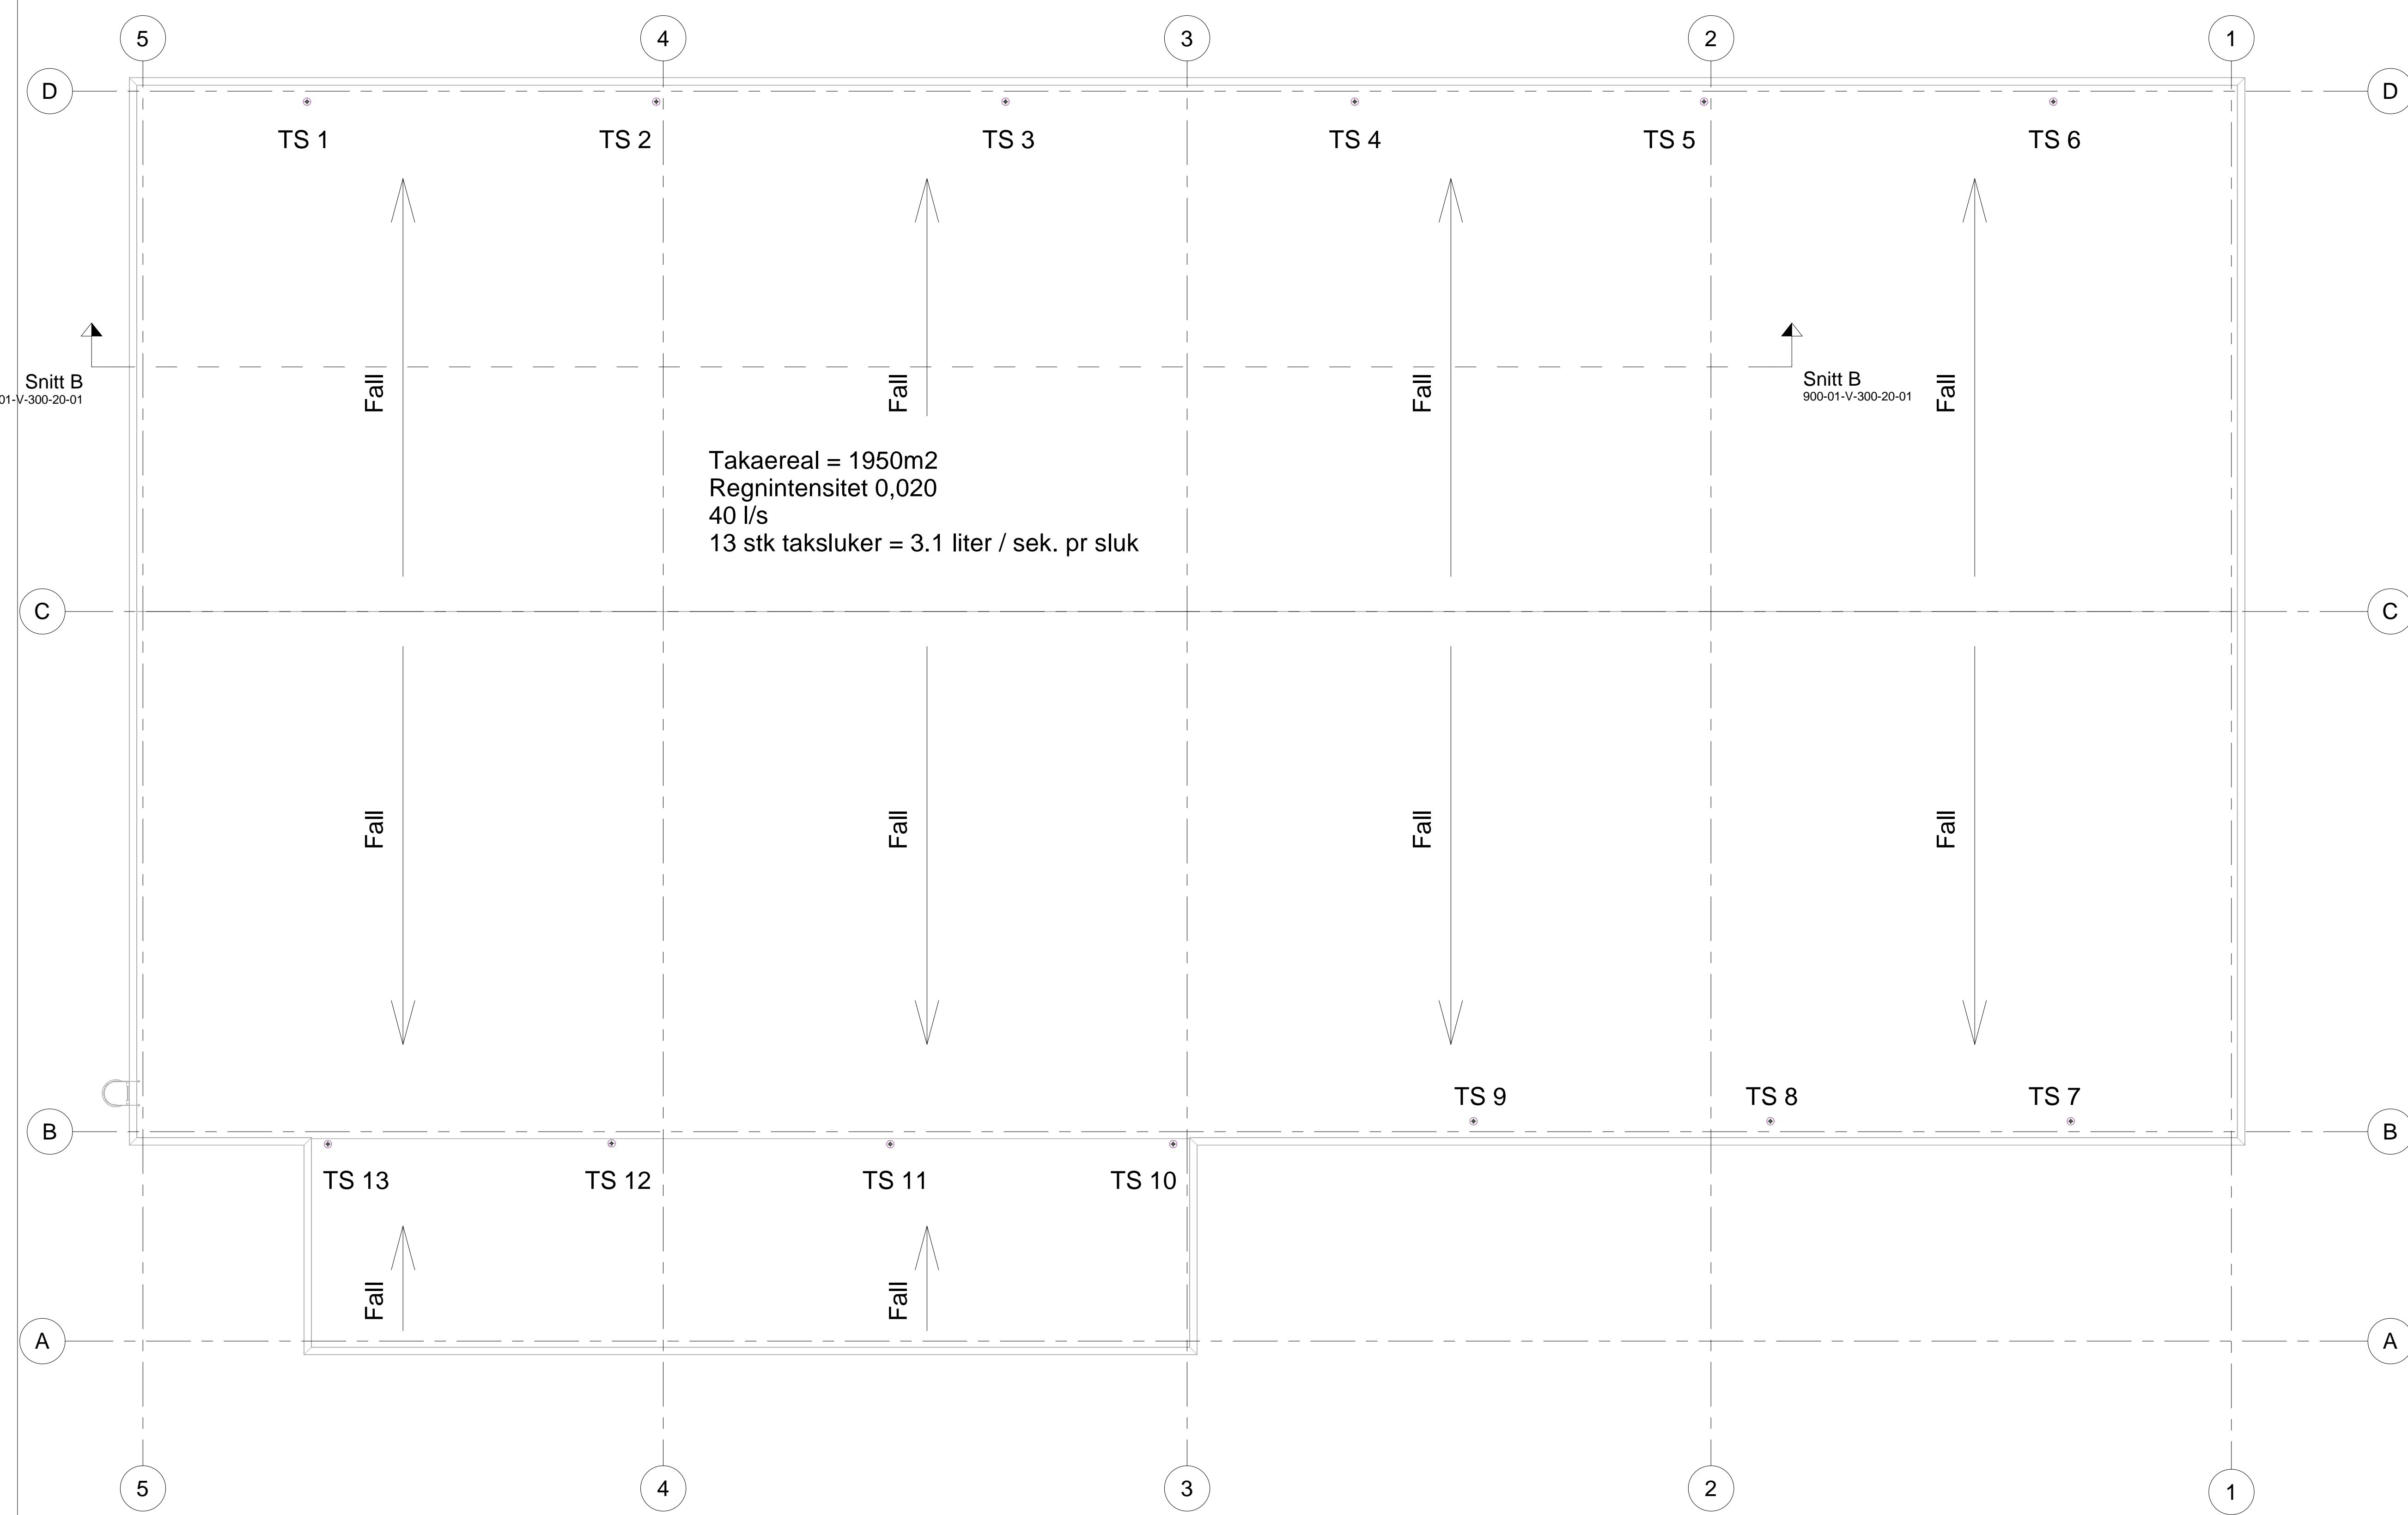 5 4 3 2 1
D D
TS 1 TS 2 TS 3 TS 4 TS 5 TS 6
Snitt B
01-V-300-20-01
Fall Fall Fall Fall
Snitt B
900-01-V-300-20-01
Takaereal = 1950m2
Regnintensitet 0,020
40 l/s
13 stk taksluker = 3.1 liter / sek. pr sluk
C C
Fall Fall Fall Fall
TS 9 TS 8 TS 7
B B
TS 13 TS 12 TS 11 TS 10
Fall Fall
A A
5 4 3 2 1